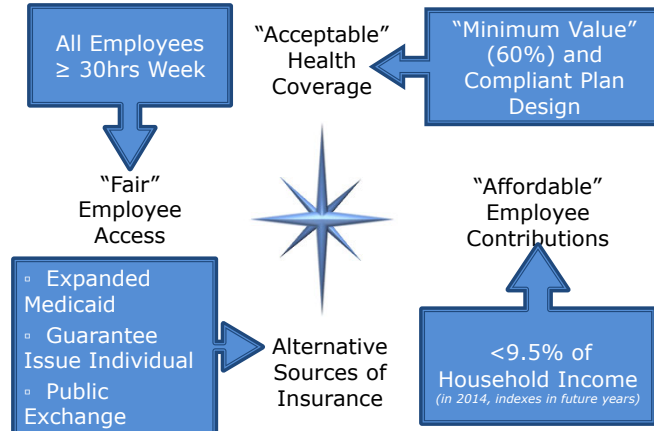 All Employees
≥ 30hrs Week
“Acceptable”
Health
Coverage
“Minimum Value”
(60%) and
Compliant Plan
Design
“Fair”
Employee
Access
“Affordable”
Employee
Contributions
▫ Expanded
Medicaid
▫ Guarantee
Issue Individual
▫ Public
Exchange
Alternative
Sources of
Insurance
<9.5% of
Household Income
(in 2014, indexes in future years)